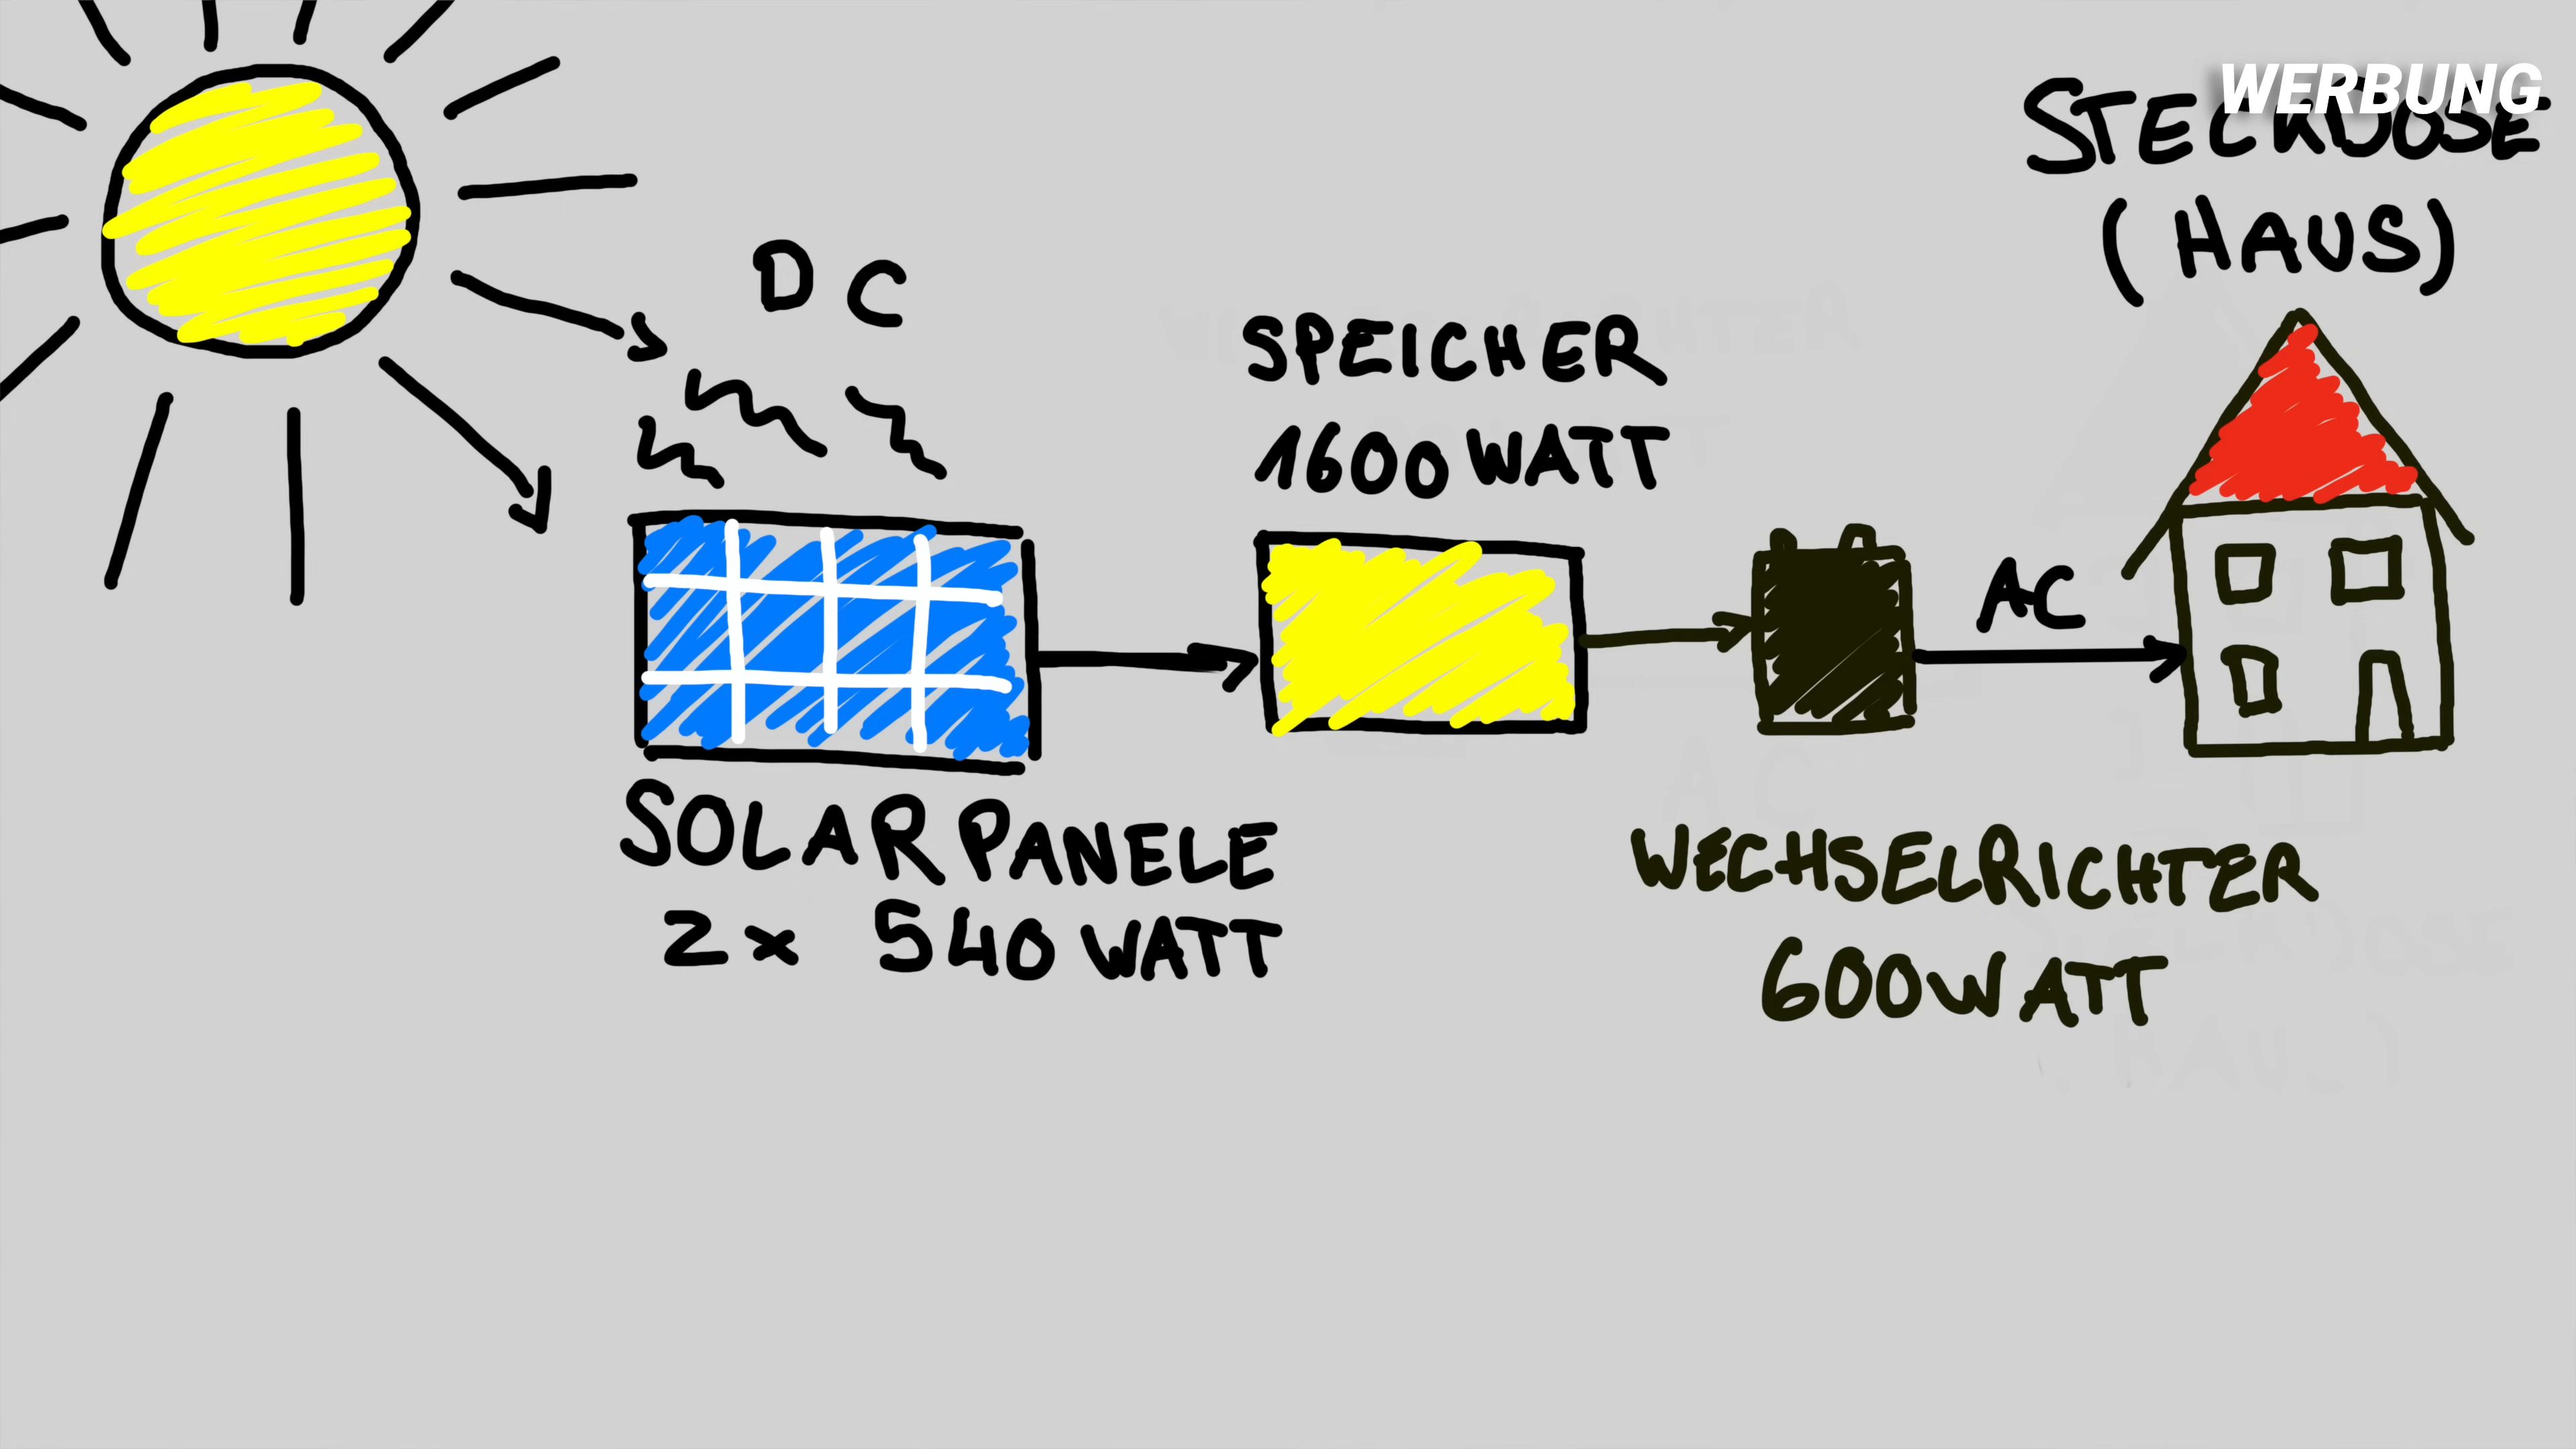 WERBUNG
STECKDOSE
(HAUS)
DC
SPEICHER
1600 WATT
AC
SOLAR PANELE
2x 540 WATT
WECHSELRICHTER
600 WATT